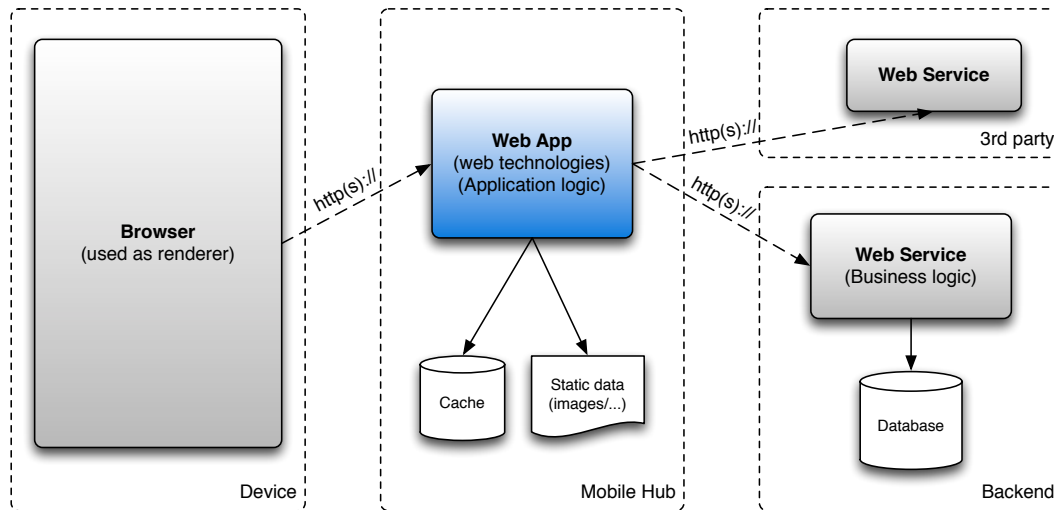 Browser
(used as renderer)
Device
http(s)://
Web App
(web technologies)
(Application logic)
Cache
Static data
(images/...)
Mobile Hub
http(s)://
http(s)://
Web Service
3rd party
Web Service
(Business logic)
Database
Backend